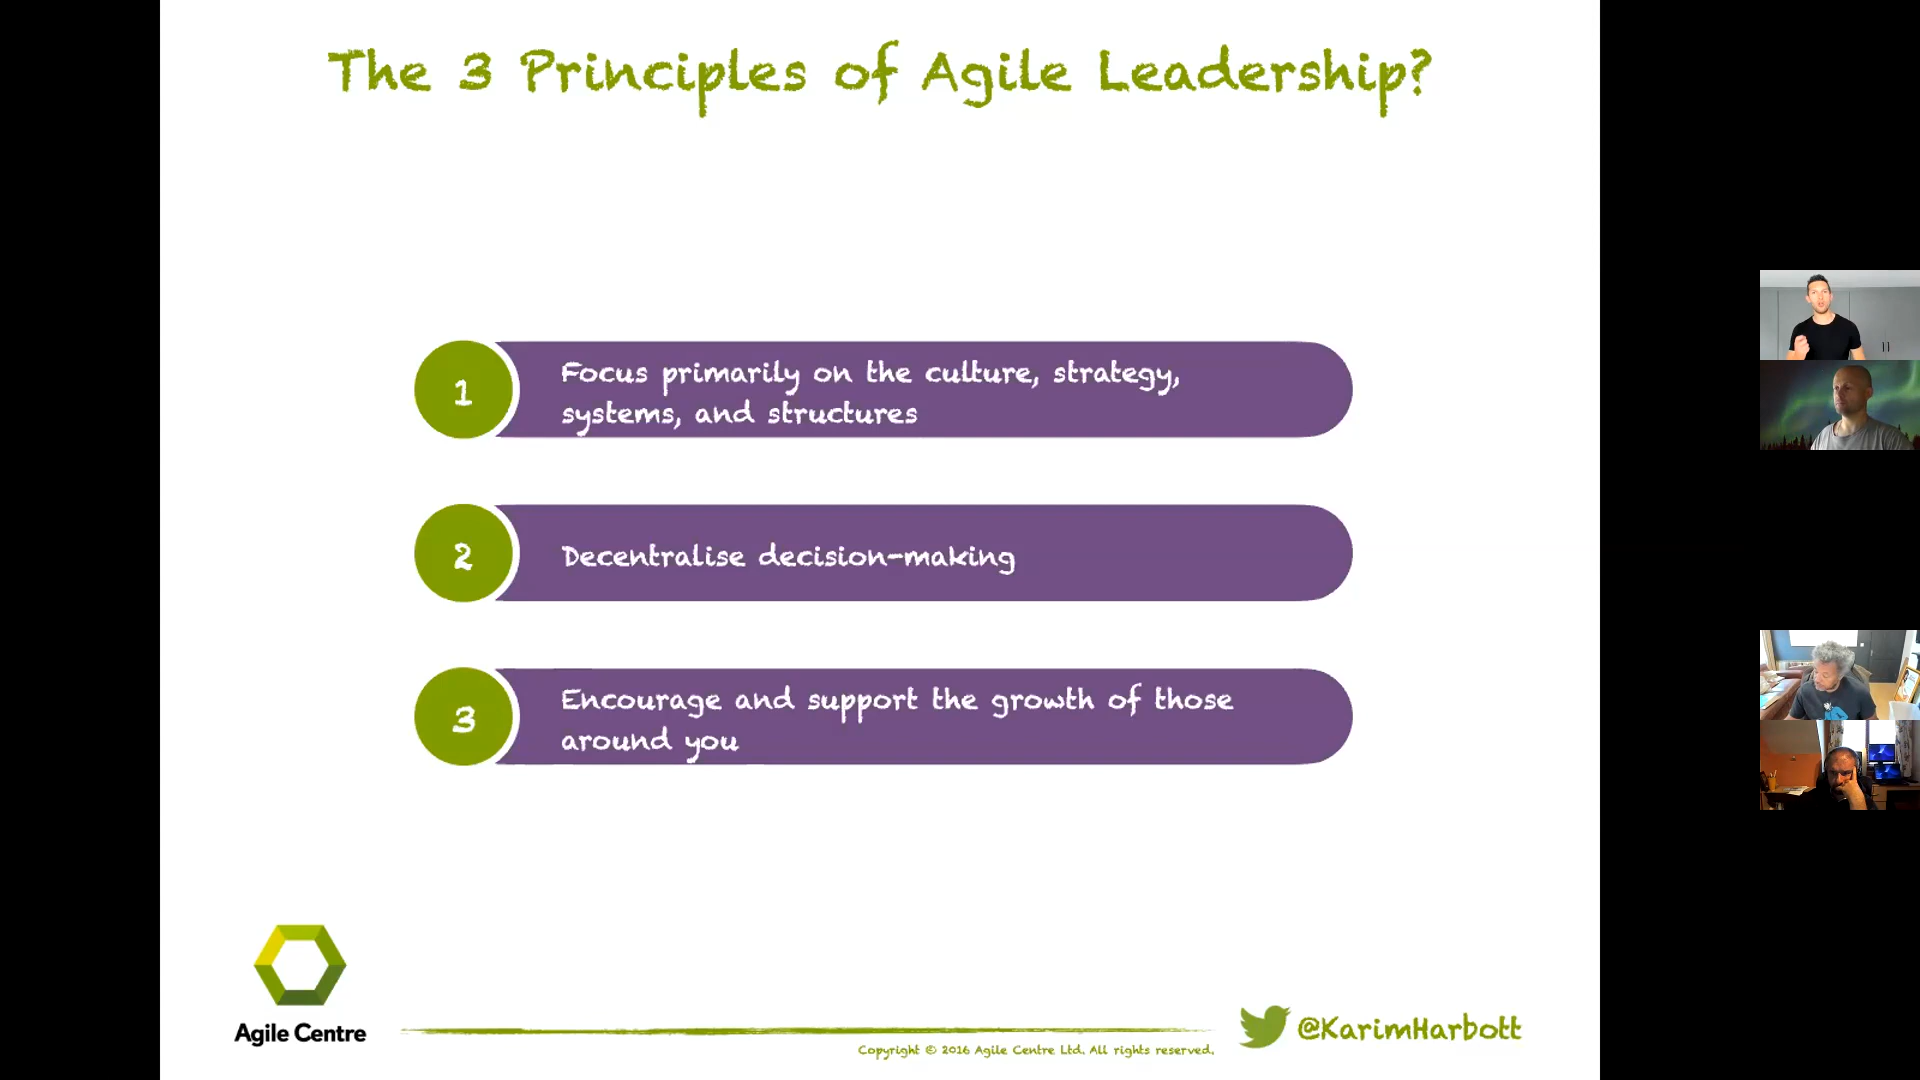 The 3 Principles of Agile Leadership?
1
Focus primarily on the culture, strategy,
systems, and structures
2
Decentralise decision-making
3
Encourage and support the growth of those
around you
Agile Centre
Copyright © 2016 Agile Centre Ltd. All rights reserved.
@KarimHarbott